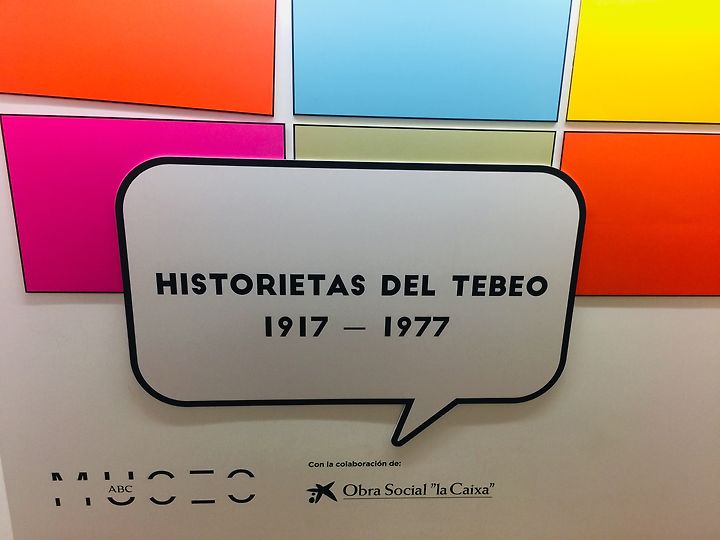 HISTORIETAS DEL TEBEO
1917 — 1977
Con la colaboración de:
MUSEO
ABC
Obra Social "la Caixa"